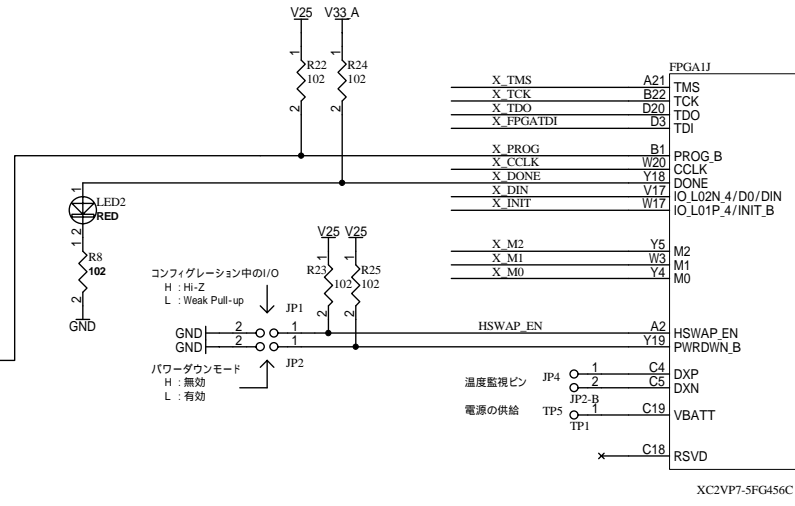 V25 V33_A
FPGA1J
1 1
R22 R24
102 102
2 2
X_TMS A21 TMS
X_TCK B22 TCK
X_TDO D20 TDO
X_FPGATDI D3 TDI
X_PROG B1 PROG_B
X_CCLK W20 CCLK
X_DONE Y18 DONE
X_DIN V17 IO_L02N_4/D0/DIN
X_INIT W17 IO_L01P_4/INIT_B
1
LED2
RED
2
1
R8
102
2
GND
X_M2 Y5 M2
X_M1 W3 M1
X_M0 Y4 M0
V25 V25
1 1
R23 R25
102 102
2 2
コンフィグレーション中のI/O
H : Hi-Z
L : Weak Pull-up
JP1
GND 2 1 HSWAP_EN A2 HSWAP_EN
GND 2 1 Y19 PWRDWN_B
JP2
パワーダウンモード
H : 無効
L : 有効
温度監視ピン JP4 1 C4 DXP
2 C5 DXN
JP2-B
電源の供給 TP5 1 C19 VBATT
TP1
C18 RSVD
XC2VP7-5FG456C